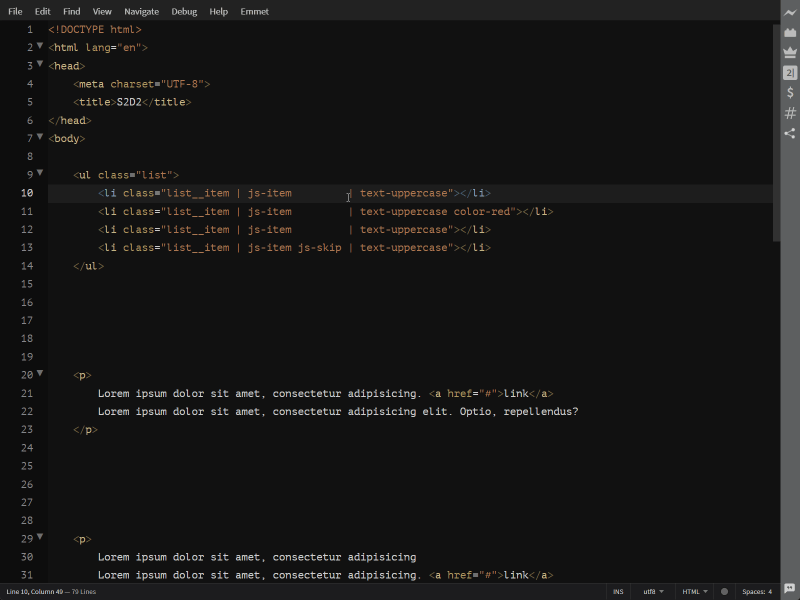 File Edit Find View Navigate Debug Help Emmet
1 <!DOCTYPE html>
2 <html lang="en">
3 <head>
4 <meta charset="UTF-8">
5 <title>S2D2</title>
6 </head>
7 <body>
8
9 <ul class="list">
10 <li class="list__item | js-item         | text-uppercase"></li>
11 <li class="list__item | js-item         | text-uppercase color-red"></li>
12 <li class="list__item | js-item         | text-uppercase"></li>
13 <li class="list__item | js-item js-skip | text-uppercase"></li>
14 </ul>
15
16
17
18
19
20 <p>
21 Lorem ipsum dolor sit amet, consectetur adipisicing. <a href="#">link</a>
22 Lorem ipsum dolor sit amet, consectetur adipisicing elit. Optio, repellendus?
23 </p>
24
25
26
27
28
29 <p>
30 Lorem ipsum dolor sit amet, consectetur adipisicing
31 Lorem ipsum dolor sit amet, consectetur adipisicing. <a href="#">link</a>
Line 10, Column 49 — 79 Lines INS utf8 HTML Spaces: 4